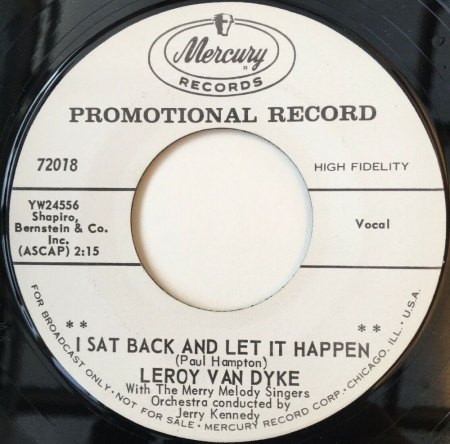 Mercury
RECORDS
PROMOTIONAL RECORD
72018
HIGH FIDELITY
YW24556
Shapiro,
Bernstein & Co.
Inc.
(ASCAP) 2:15
Vocal
** **
I SAT BACK AND LET IT HAPPEN
(Paul Hampton)
LEROY VAN DYKE
With The Merry Melody Singers
Orchestra conducted by
Jerry Kennedy
FOR BROADCAST ONLY • NOT FOR SALE • MERCURY RECORD CORP. • CHICAGO, ILL. • U.S.A.